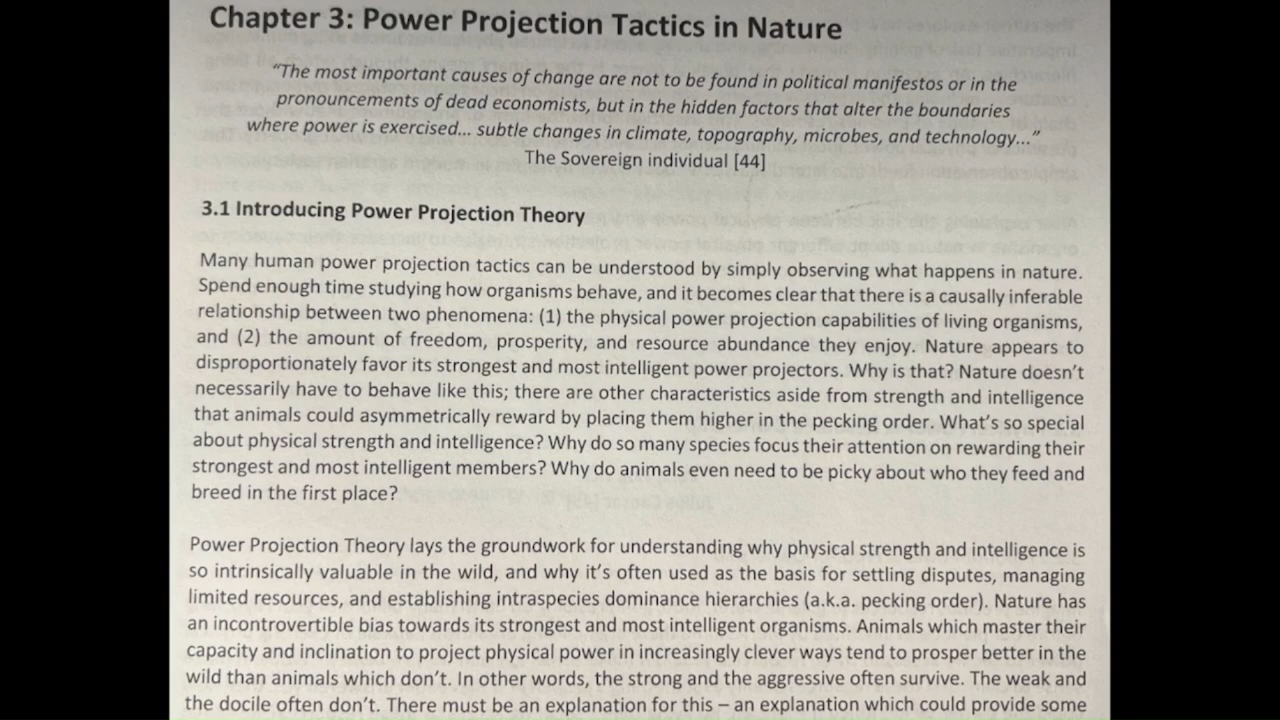 Chapter 3: Power Projection Tactics in Nature
“The most important causes of change are not to be found in political manifestos or in the
pronouncements of dead economists, but in the hidden factors that alter the boundaries
where power is exercised... subtle changes in climate, topography, microbes, and technology...”
The Sovereign individual [44]
3.1 Introducing Power Projection Theory
Many human power projection tactics can be understood by simply observing what happens in nature.
Spend enough time studying how organisms behave, and it becomes clear that there is a causally inferable
relationship between two phenomena: (1) the physical power projection capabilities of living organisms,
and (2) the amount of freedom, prosperity, and resource abundance they enjoy. Nature appears to
disproportionately favor its strongest and most intelligent power projectors. Why is that? Nature doesn’t
necessarily have to behave like this; there are other characteristics aside from strength and intelligence
that animals could asymmetrically reward by placing them higher in the pecking order. What’s so special
about physical strength and intelligence? Why do so many species focus their attention on rewarding their
strongest and most intelligent members? Why do animals even need to be picky about who they feed and
breed in the first place?
Power Projection Theory lays the groundwork for understanding why physical strength and intelligence is
so intrinsically valuable in the wild, and why it’s often used as the basis for settling disputes, managing
limited resources, and establishing intraspecies dominance hierarchies (a.k.a. pecking order). Nature has
an incontrovertible bias towards its strongest and most intelligent organisms. Animals which master their
capacity and inclination to project physical power in increasingly clever ways tend to prosper better in the
wild than animals which don’t. In other words, the strong and the aggressive often survive. The weak and
the docile often don’t. There must be an explanation for this – an explanation which could provide some